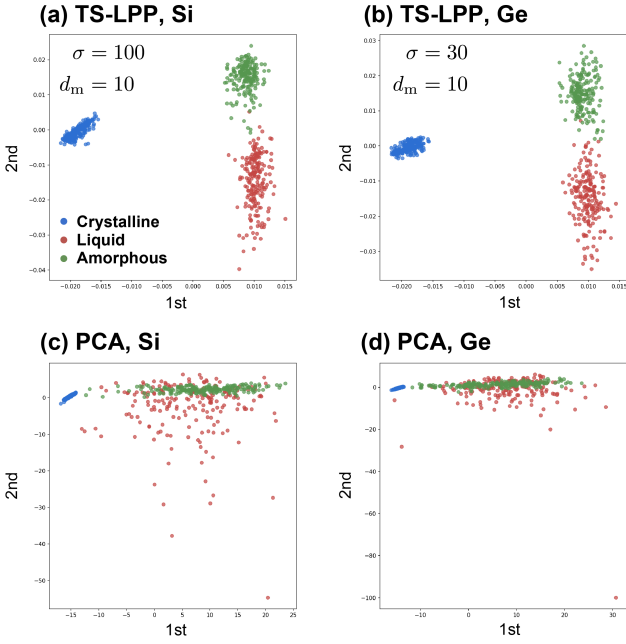 (a) TS-LPP, Si
σ = 100
dm = 10
0.02
0.01
0.00
−0.01
−0.02
−0.03
−0.04
2nd
Crystalline
Liquid
Amorphous
−0.020 −0.015 −0.010 −0.005 0.000 0.005 0.010 0.015
1st
(b) TS-LPP, Ge
σ = 30
dm = 10
0.03
0.02
0.01
0.00
−0.01
−0.02
−0.03
2nd
−0.020 −0.015 −0.010 −0.005 0.000 0.005 0.010 0.015
1st
(c) PCA, Si
0
−10
−20
−30
−40
−50
2nd
−15 −10 −5 0 5 10 15 20 25
1st
(d) PCA, Ge
0
−20
−40
−60
−80
−100
2nd
−10 0 10 20 30
1st